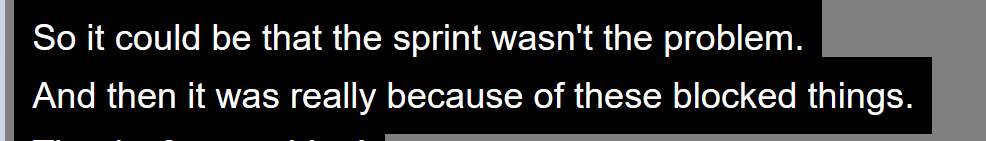 So it could be that the sprint wasn't the problem.
And then it was really because of these blocked things.